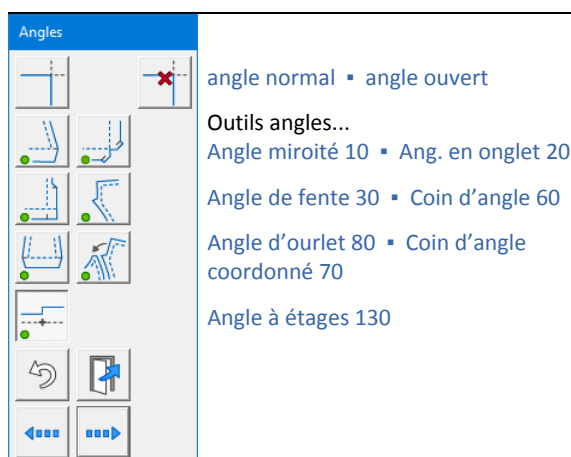 Angles
angle normal ▪ angle ouvert
Outils angles...
Angle miroité 10 ▪ Ang. en onglet 20
Angle de fente 30 ▪ Coin d’angle 60
Angle d’ourlet 80 ▪ Coin d’angle
coordonné 70
Angle à étages 130